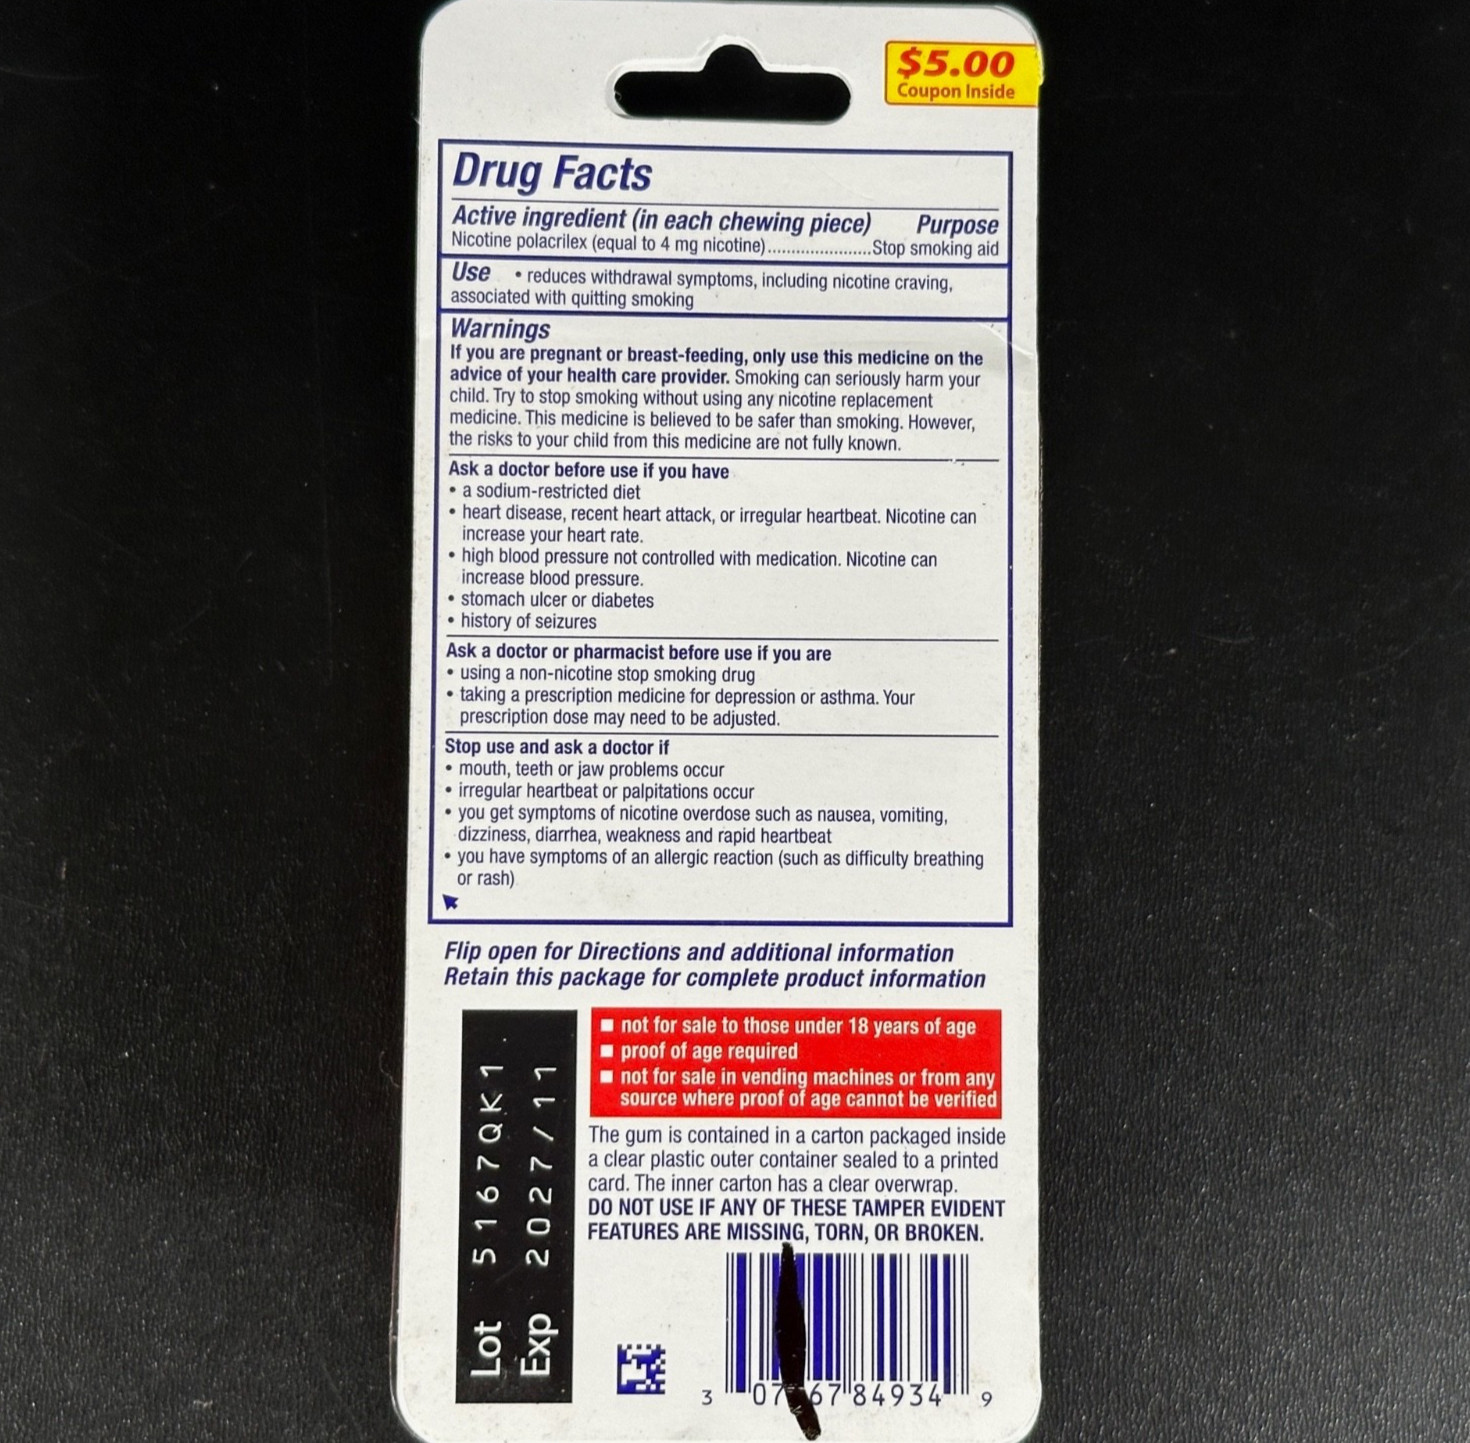 $5.00
Coupon Inside
Drug Facts
Active ingredient (in each chewing piece) Purpose
Nicotine polacrilex (equal to 4 mg nicotine)......................Stop smoking aid
Use • reduces withdrawal symptoms, including nicotine craving,
associated with quitting smoking
Warnings
If you are pregnant or breast-feeding, only use this medicine on the
advice of your health care provider. Smoking can seriously harm your
child. Try to stop smoking without using any nicotine replacement
medicine. This medicine is believed to be safer than smoking. However,
the risks to your child from this medicine are not fully known.
Ask a doctor before use if you have
• a sodium-restricted diet
• heart disease, recent heart attack, or irregular heartbeat. Nicotine can
increase your heart rate.
• high blood pressure not controlled with medication. Nicotine can
increase blood pressure.
• stomach ulcer or diabetes
• history of seizures
Ask a doctor or pharmacist before use if you are
• using a non-nicotine stop smoking drug
• taking a prescription medicine for depression or asthma. Your
prescription dose may need to be adjusted.
Stop use and ask a doctor if
• mouth, teeth or jaw problems occur
• irregular heartbeat or palpitations occur
• you get symptoms of nicotine overdose such as nausea, vomiting,
dizziness, diarrhea, weakness and rapid heartbeat
• you have symptoms of an allergic reaction (such as difficulty breathing
or rash)
Flip open for Directions and additional information
Retain this package for complete product information
Lot 5167QK1
Exp 2027/11
■ not for sale to those under 18 years of age
■ proof of age required
■ not for sale in vending machines or from any
source where proof of age cannot be verified
The gum is contained in a carton packaged inside
a clear plastic outer container sealed to a printed
card. The inner carton has a clear overwrap.
DO NOT USE IF ANY OF THESE TAMPER EVIDENT
FEATURES ARE MISSING, TORN, OR BROKEN.
3 07 67 84934 9